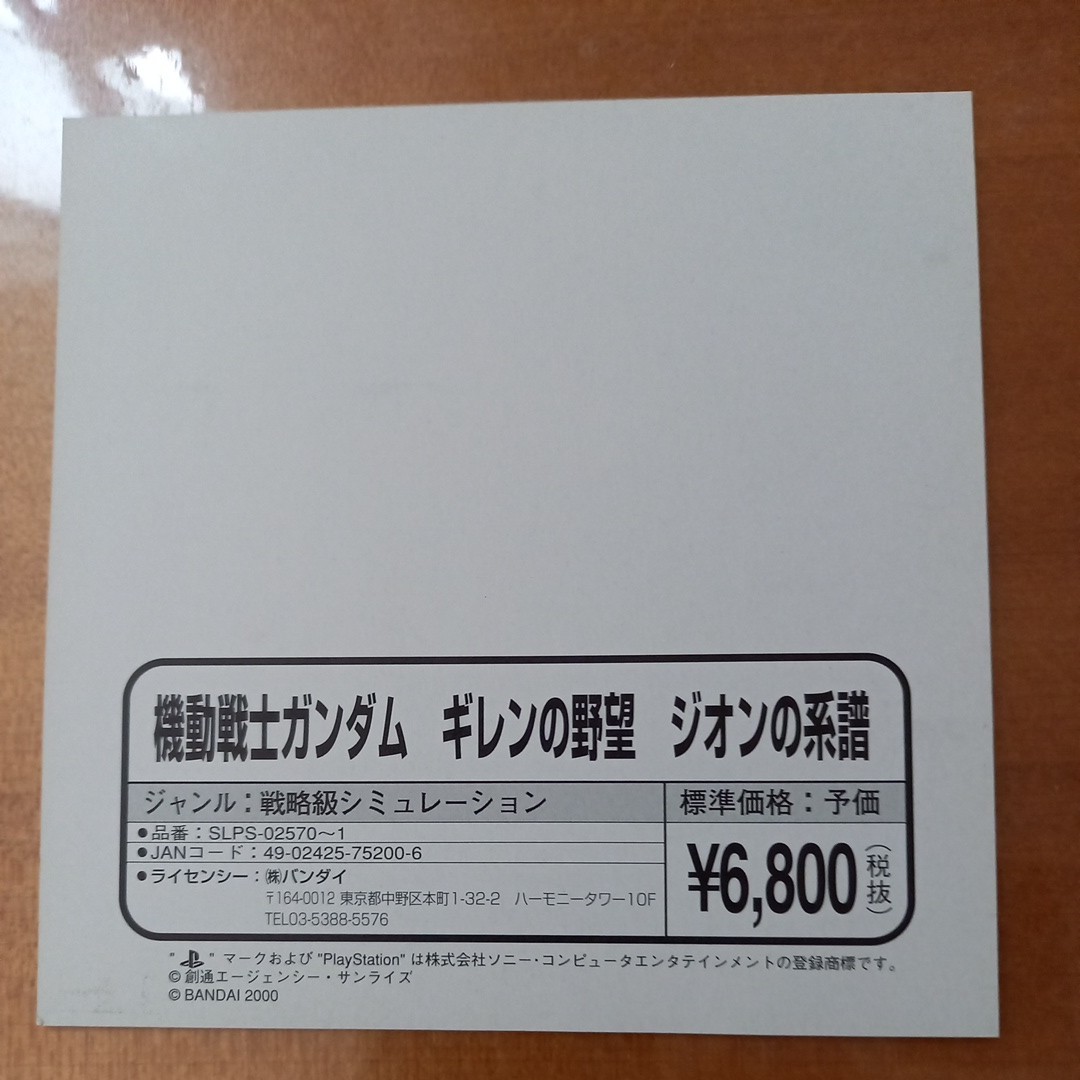 機動戦士ガンダム ギレンの野望 ジオンの系譜
ジャンル：戦略級シミュレーション
標準価格：予価
●品番：SLPS-02570～1
●JANコード：49-02425-75200-6
●ライセンシー：㈱バンダイ
〒164-0012 東京都中野区本町1-32-2 ハーモニータワー10F
TEL03-5388-5576
¥6,800（税抜）
" " マークおよび "PlayStation" は株式会社ソニー・コンピュータエンタテインメントの登録商標です。
©創通エージェンシー・サンライズ
©BANDAI 2000